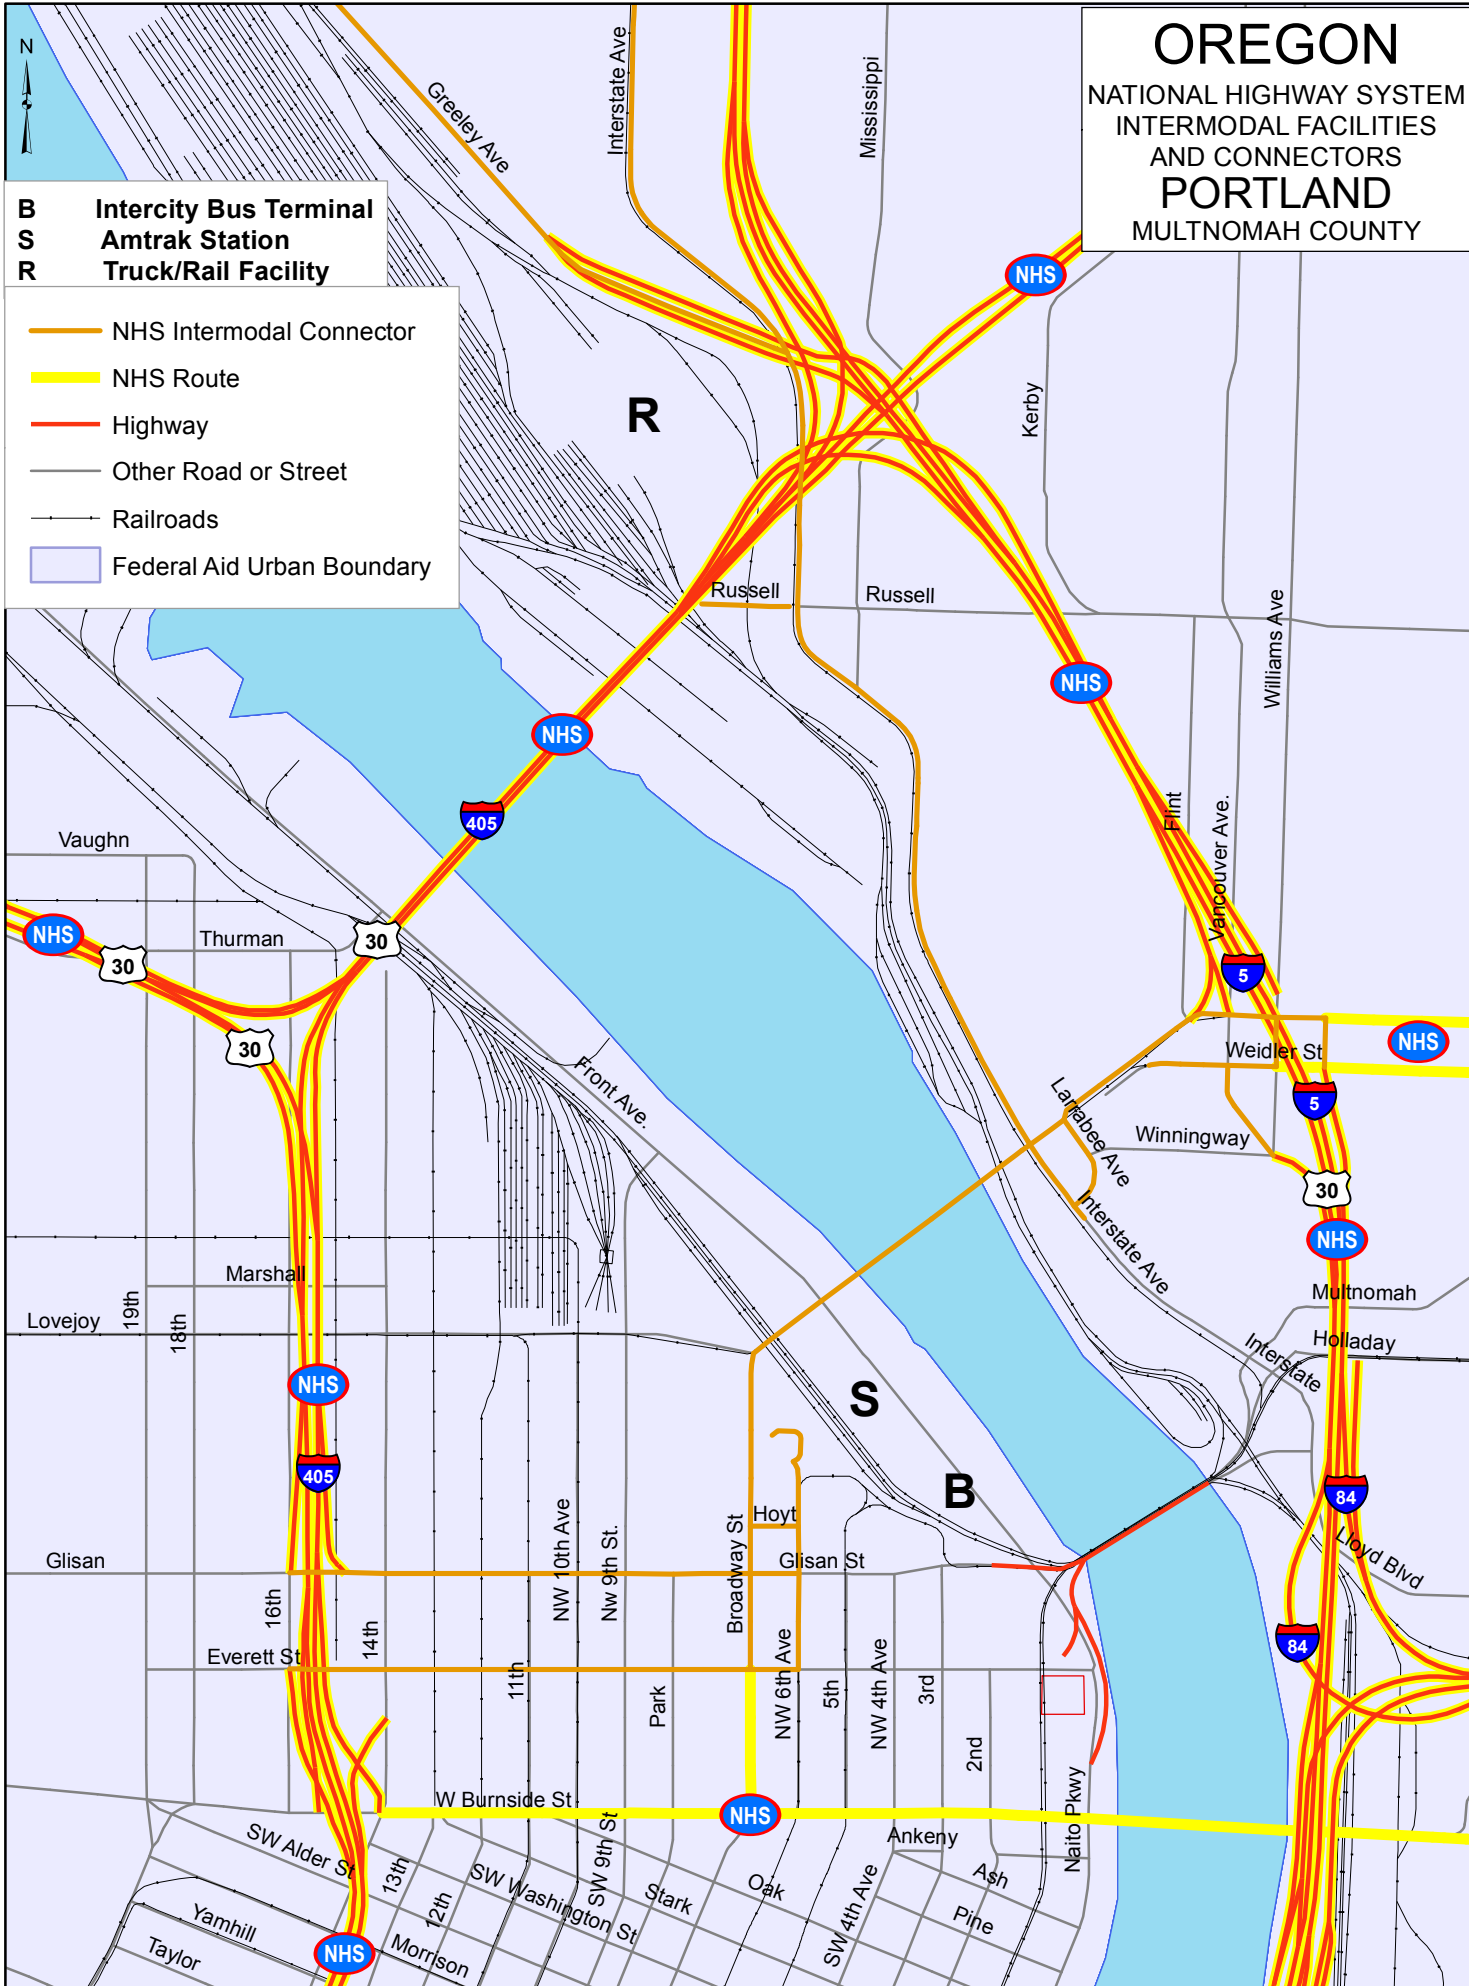 OREGON
NATIONAL HIGHWAY SYSTEM
INTERMODAL FACILITIES
AND CONNECTORS
PORTLAND
MULTNOMAH COUNTY
N
B Intercity Bus Terminal
S Amtrak Station
R Truck/Rail Facility
NHS Intermodal Connector
NHS Route
Highway
Other Road or Street
Railroads
Federal Aid Urban Boundary
Greeley Ave
Interstate Ave
Mississippi
NHS
R
Kerby
Russell
Russell
Williams Ave
NHS
NHS
405
Flint
Vancouver Ave.
Vaughn
NHS
30
Thurman
30
30
5
NHS
Weidler St
Front Ave.
Larrabee Ave
5
Winningway
30
Interstate Ave
NHS
Marshall
19th
18th
Lovejoy
Multnomah
Holladay
Interstate
NHS
S
405
B
84
Hoyt
NW 10th Ave
Nw 9th St.
Broadway St
Glisan
Glisan St
Lloyd Blvd
16th
14th
84
Everett St
11th
Park
NW 6th Ave
5th
NW 4th Ave
3rd
2nd
Naito Pkwy
W Burnside St
NHS
Ankeny
SW Alder St
13th
12th
SW Washington St
SW 9th St
Stark
Oak
SW 4th Ave
Ash
Pine
Yamhill
Taylor
NHS
Morrison